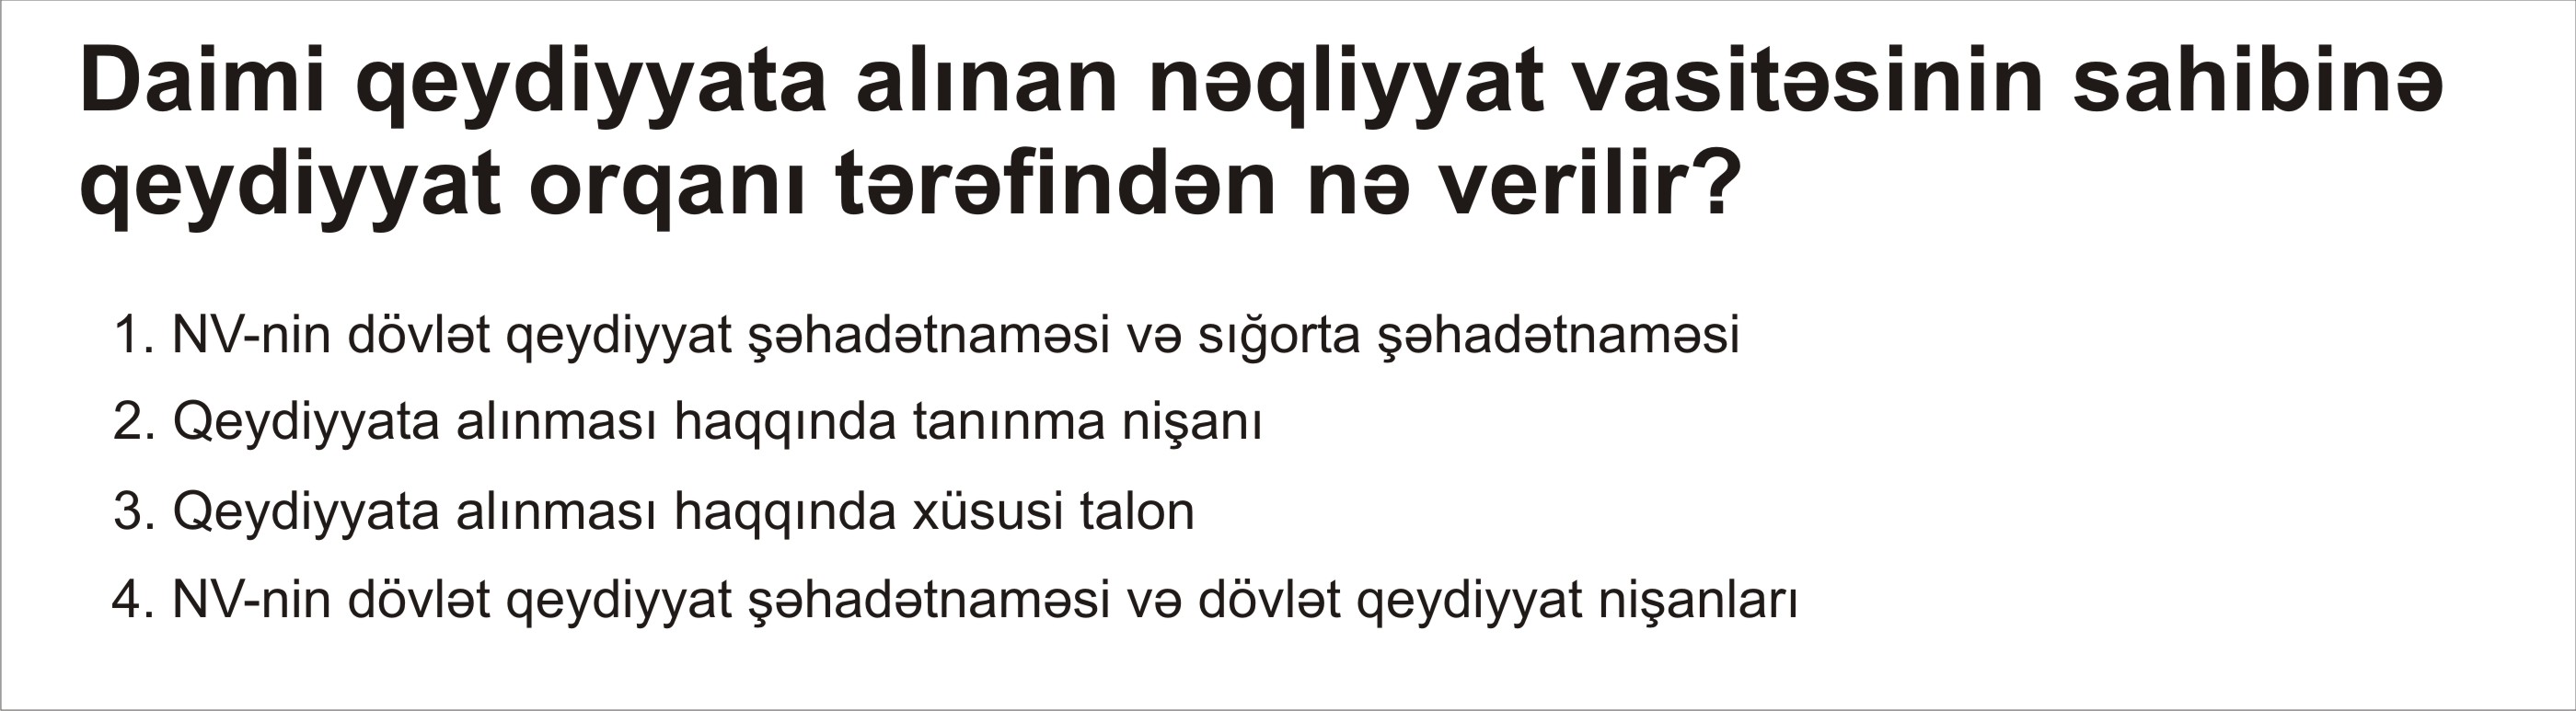 Daimi qeydiyyata alınan nəqliyyat vasitəsinin sahibinə
qeydiyyat orqanı tərəfindən nə verilir?
1. NV-nin dövlət qeydiyyat şəhadətnaməsi və sığorta şəhadətnaməsi
2. Qeydiyyata alınması haqqında tanınma nişanı
3. Qeydiyyata alınması haqqında xüsusi talon
4. NV-nin dövlət qeydiyyat şəhadətnaməsi və dövlət qeydiyyat nişanları